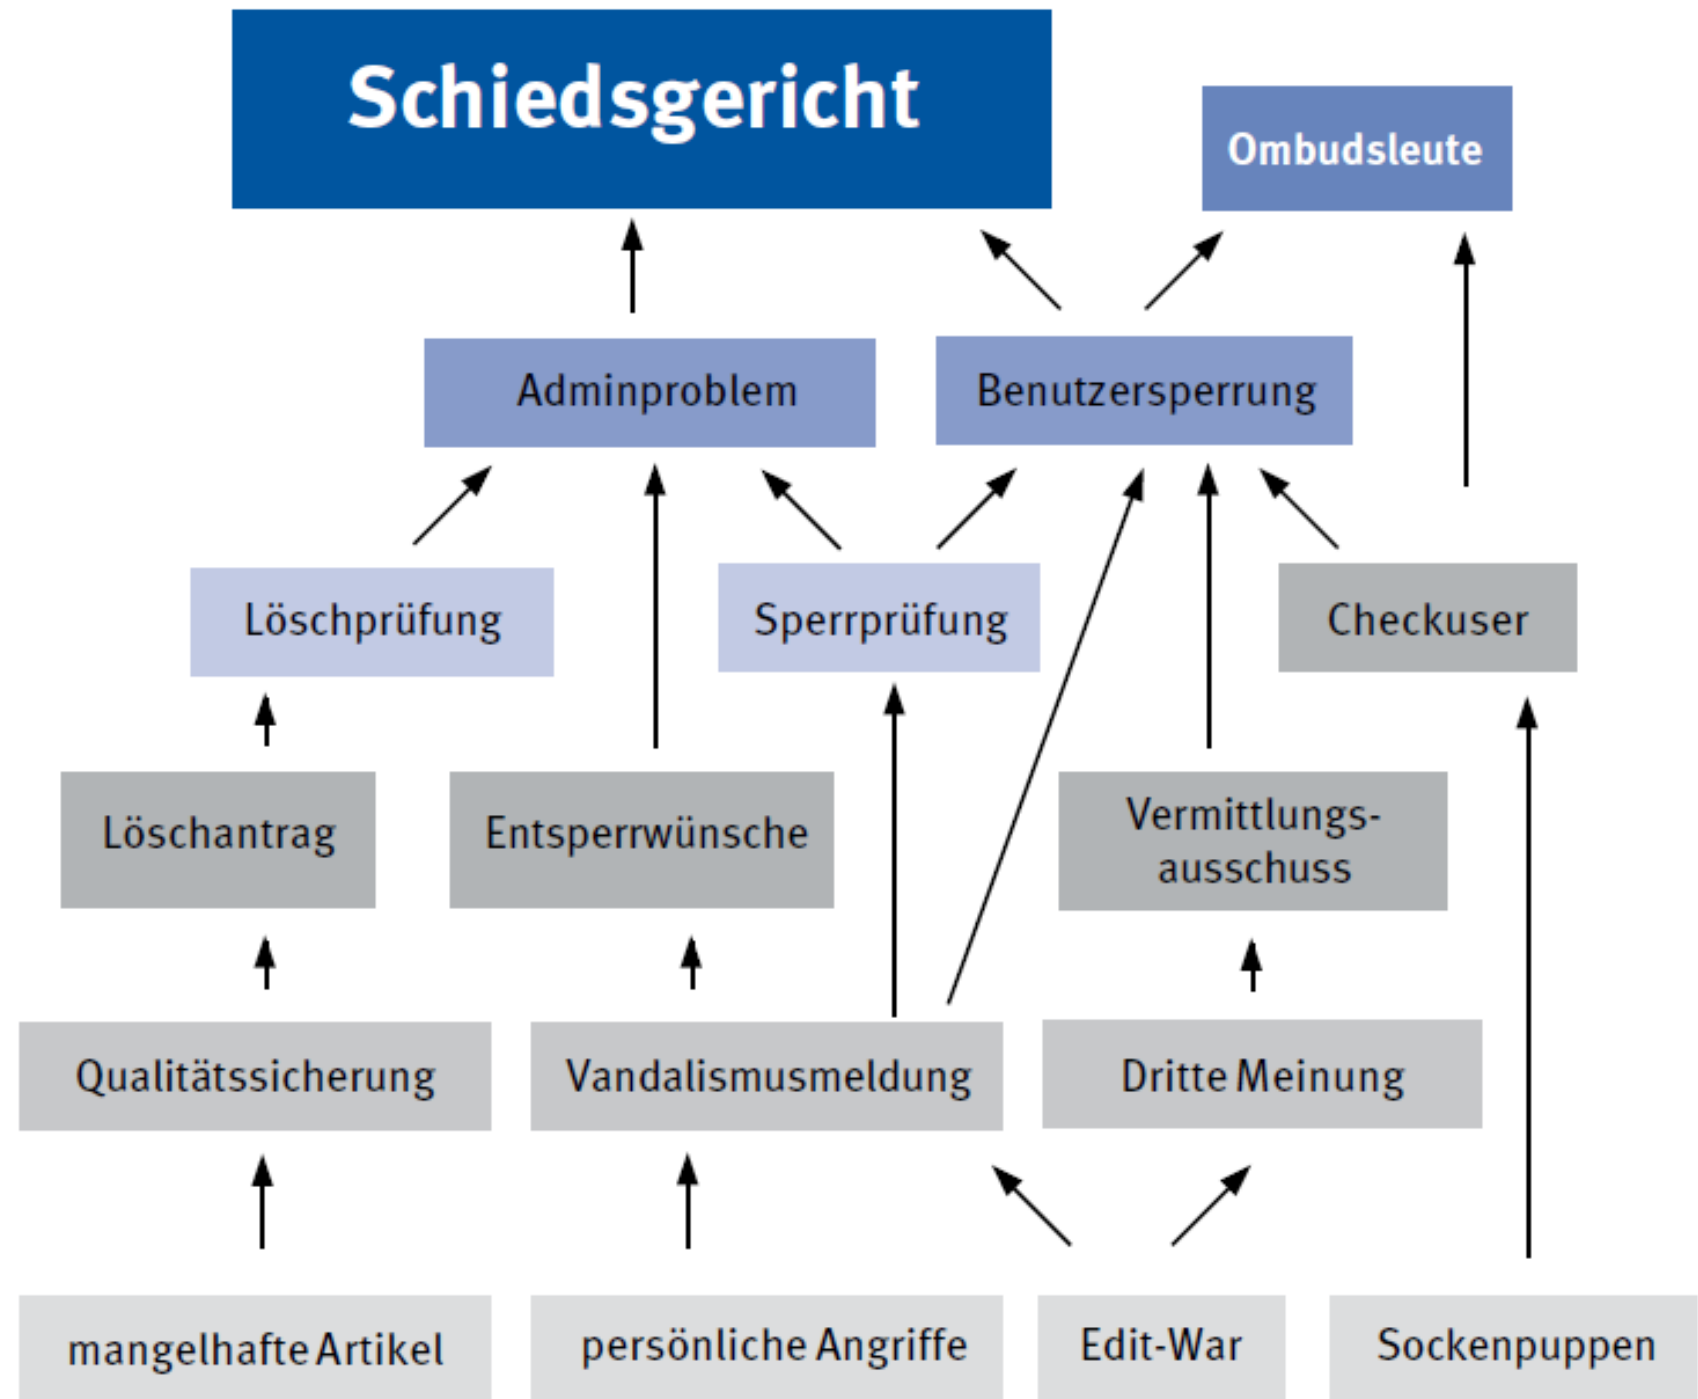 Schiedsgericht
Ombudsleute
Adminproblem
Benutzersperrung
Löschprüfung
Sperrprüfung
Checkuser
Löschantrag
Entsperrwünsche
Vermittlungs-
ausschuss
Qualitätssicherung
Vandalismusmeldung
Dritte Meinung
mangelhafte Artikel
persönliche Angriffe
Edit-War
Sockenpuppen